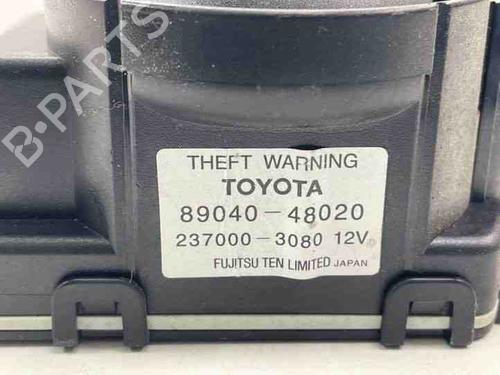 B-PARTS
THEFT WARNING
TOYOTA
89040-48020
237000-3080 12V
FUJITSU TEN LIMITED JAPAN